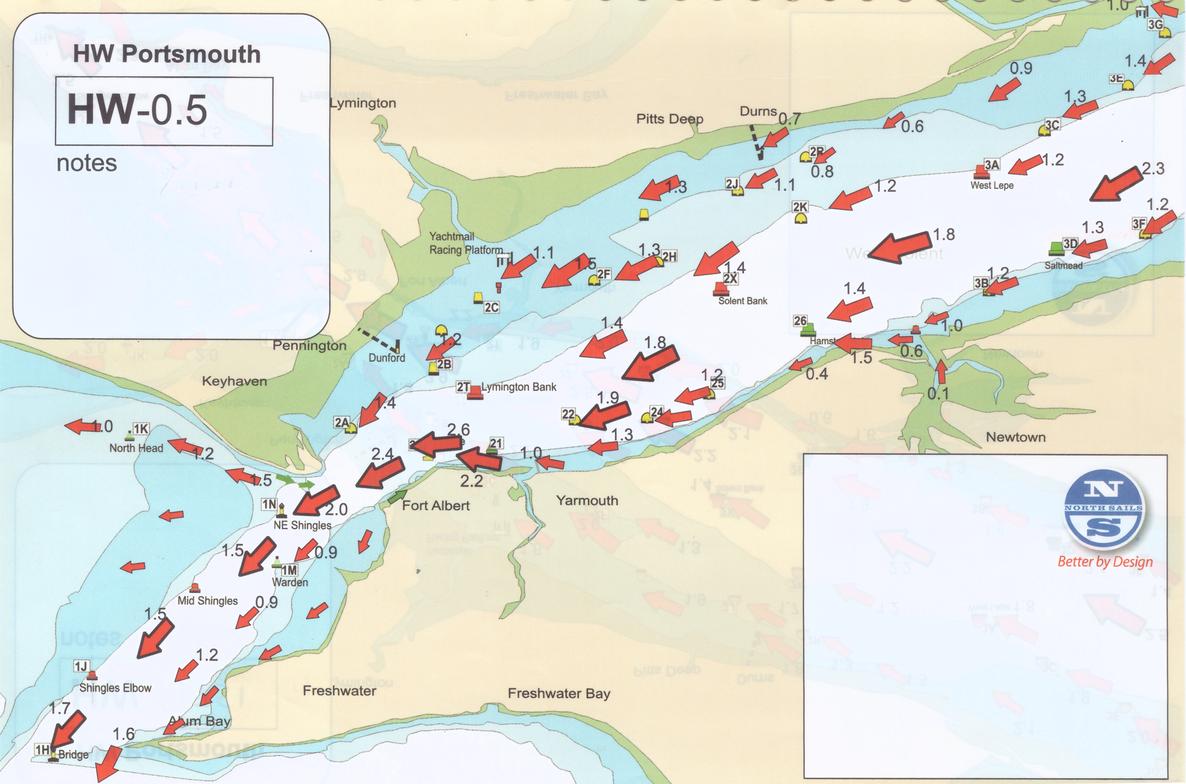 HW Portsmouth
HW-0.5
notes
Lymington
Pitts Deep
Durns
1.0
3G
1.4
3E
0.9
1.3
3C
0.6
0.7
2R
0.8
3A
West Lepe
1.2
2.3
1.3
2J
1.1
1.2
2K
1.2
3F
1.3
3D
Saltmead
1.8
Yachtmail
Racing Platform
1.1
1.5
2F
1.3
2H
1.4
2X
Solent Bank
2C
1.2
3B
1.4
26
Hamst
1.0
0.6
1.5
0.4
0.1
Newtown
Pennington
Dunford
1.2
2B
1.4
1.8
Keyhaven
2T
Lymington Bank
1.2
25
1.9
22
24
1.3
2A
.4
2.6
21
1.0
2.2
2.4
1.0
1K
North Head
1.2
1.5
Fort Albert
Yarmouth
1N
2.0
NE Shingles
1.5
0.9
1M
Warden
Mid Shingles
0.9
1.5
1.2
1J
Shingles Elbow
Freshwater
Freshwater Bay
Alum Bay
1.7
1.6
1H
Bridge
N
NORTH SAILS
S
Better by Design